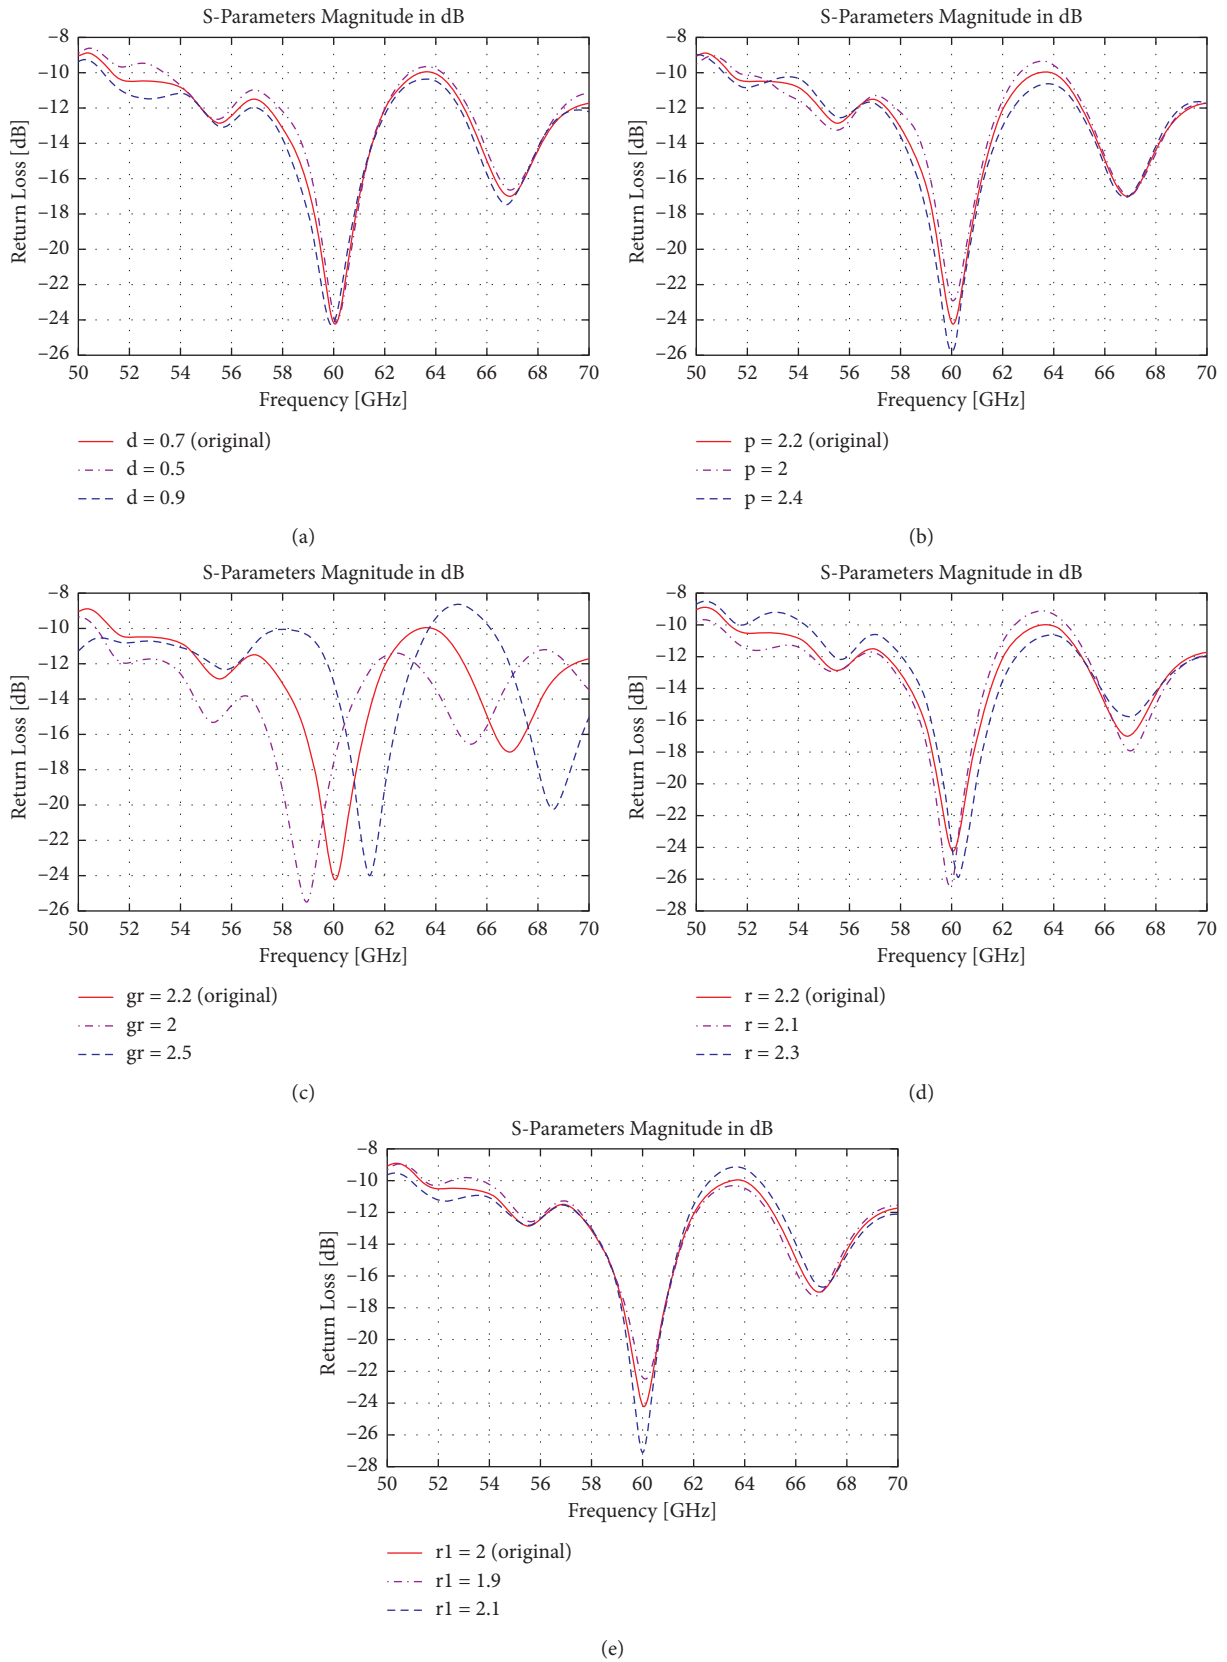 S-Parameters Magnitude in dB
−8
−10
−12
−14
−16
−18
−20
−22
−24
−26
Return Loss [dB]
50 52 54 56 58 60 62 64 66 68 70
Frequency [GHz]
d = 0.7 (original)
d = 0.5
d = 0.9
(a)
S-Parameters Magnitude in dB
−8
−10
−12
−14
−16
−18
−20
−22
−24
−26
Return Loss [dB]
50 52 54 56 58 60 62 64 66 68 70
Frequency [GHz]
p = 2.2 (original)
p = 2
p = 2.4
(b)
S-Parameters Magnitude in dB
−8
−10
−12
−14
−16
−18
−20
−22
−24
−26
Return Loss [dB]
50 52 54 56 58 60 62 64 66 68 70
Frequency [GHz]
gr = 2.2 (original)
gr = 2
gr = 2.5
(c)
S-Parameters Magnitude in dB
−8
−10
−12
−14
−16
−18
−20
−22
−24
−26
−28
Return Loss [dB]
50 52 54 56 58 60 62 64 66 68 70
Frequency [GHz]
r = 2.2 (original)
r = 2.1
r = 2.3
(d)
S-Parameters Magnitude in dB
−8
−10
−12
−14
−16
−18
−20
−22
−24
−26
−28
Return Loss [dB]
50 52 54 56 58 60 62 64 66 68 70
Frequency [GHz]
r1 = 2 (original)
r1 = 1.9
r1 = 2.1
(e)